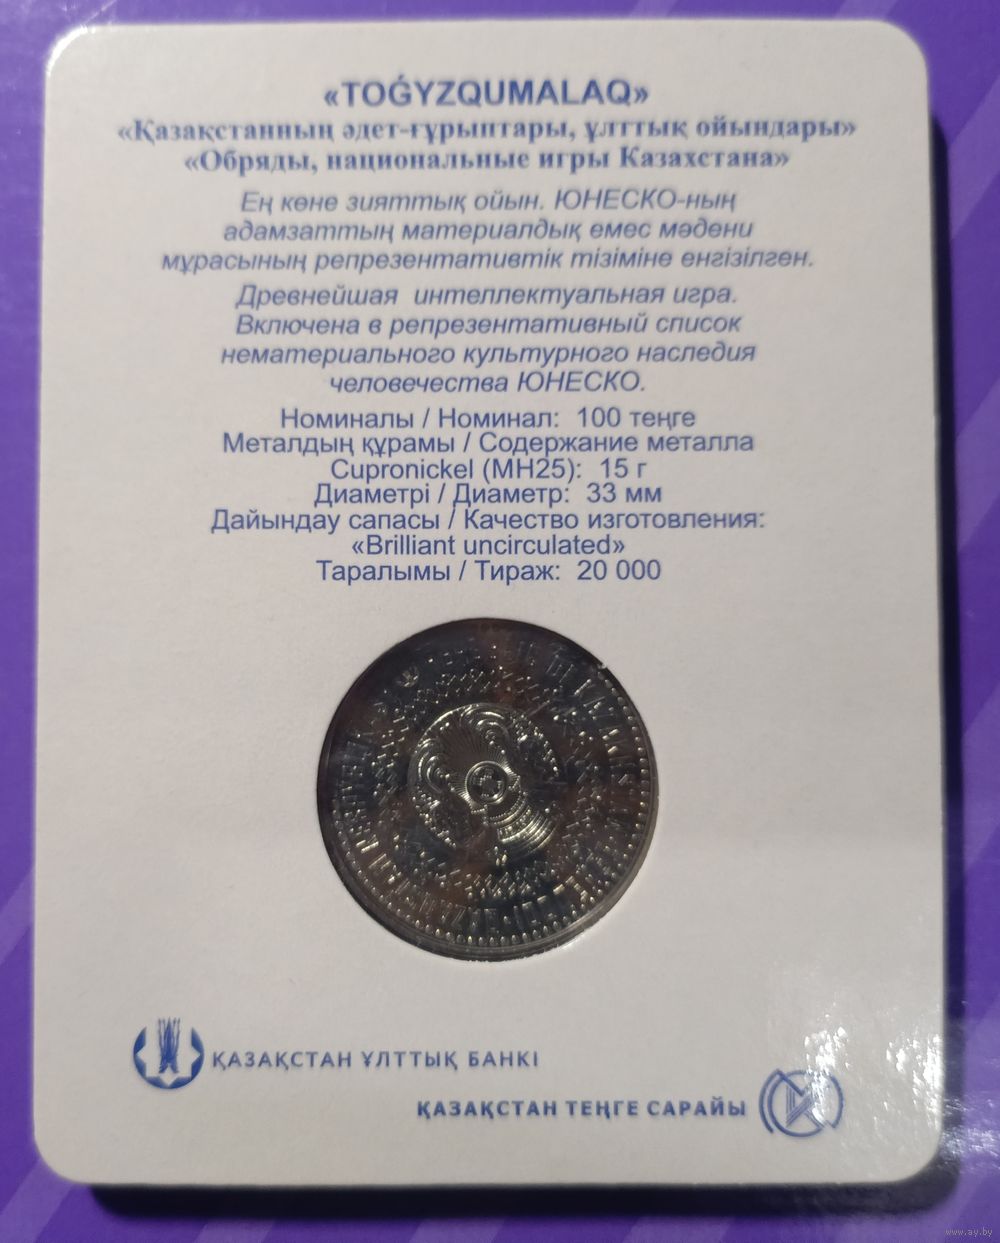 «TOǴYZQUMALAQ»
«Қазақстанның әдет-ғұрыптары, ұлттық ойындары»
«Обряды, национальные игры Казахстана»
Ең көне зияттық ойын. ЮНЕСКО-ның
адамзаттың материалдық емес мәдени
мұрасының репрезентативтік тізіміне енгізілген.
Древнейшая интеллектуальная игра.
Включена в репрезентативный список
нематериального культурного наследия
человечества ЮНЕСКО.
Номиналы / Номинал: 100 теңге
Металдың құрамы / Содержание металла
Cupronickel (МН25): 15 г
Диаметрі / Диаметр: 33 мм
Дайындау сапасы / Качество изготовления:
«Brilliant uncirculated»
Таралымы / Тираж: 20 000
ҚАЗАҚСТАН ҰЛТТЫҚ БАНКІ
ҚАЗАҚСТАН ТЕҢГЕ САРАЙЫ
www.ay.by